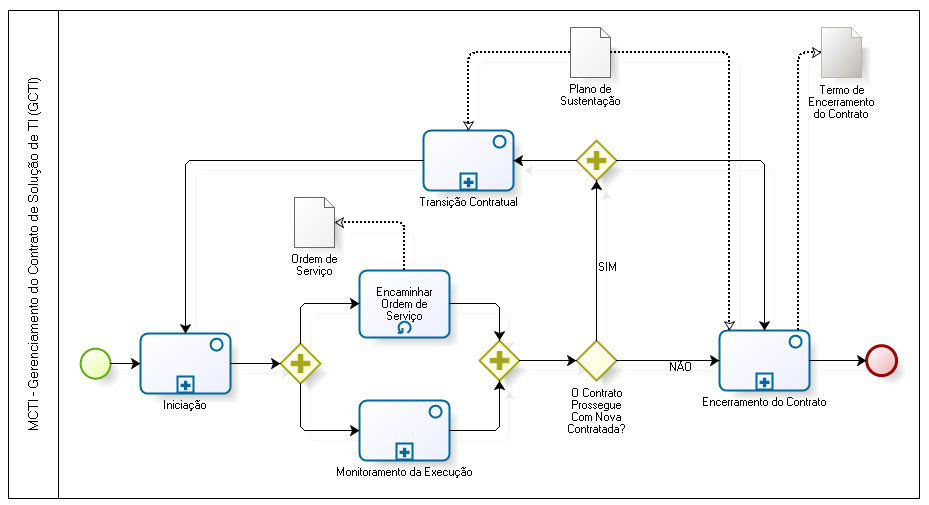 MCTI - Gerenciamento do Contrato de Solução de TI (GCTI)
Plano de
Sustentação
Termo de
Encerramento
do Contrato
Transição Contratual
Ordem de
Serviço
SIM
Encaminhar
Ordem de
Serviço
Iniciação
NÃO
O Contrato
Prossegue
Com Nova
Contratada?
Encerramento do Contrato
Monitoramento da Execução